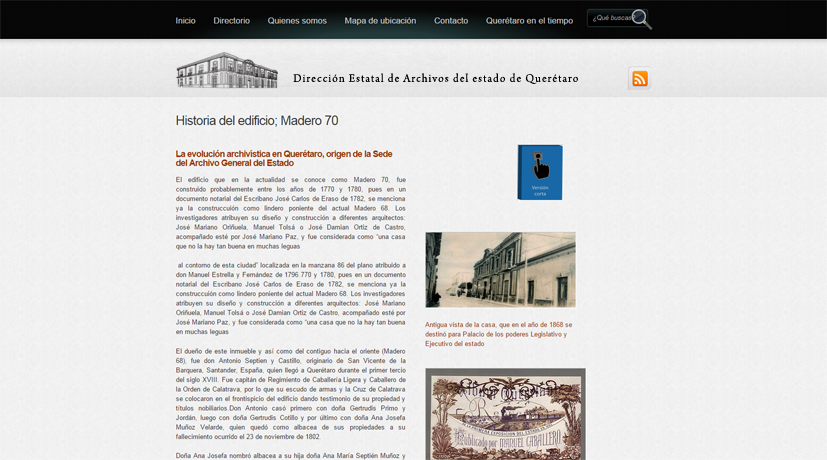 Inicio Directorio Quienes somos Mapa de ubicación Contacto Querétaro en el tiempo ¿Qué buscas?
Dirección Estatal de Archivos del estado de Querétaro
Historia del edificio; Madero 70
La evolución archivistica en Querétaro, origen de la Sede
del Archivo General del Estado
El edificio que en la actualidad se conoce como Madero 70, fue
construido probablemente entre los años de 1770 y 1780, pues en un
documento notarial del Escribano José Carlos de Eraso de 1782, se menciona
ya la construcción como lindero poniente del actual Madero 68. Los
investigadores atribuyen su diseño y construcción a diferentes arquitectos:
José Mariano Oriñuela, Manuel Tolsá o José Damian Ortiz de Castro,
acompañado esté por José Mariano Paz, y fue considerada como "una casa
que no la hay tan buena en muchas leguas
al contorno de esta ciudad" localizada en la manzana 86 del plano atribuido a
don Manuel Estrella y Fernández de 1796.770 y 1780, pues en un documento
notarial del Escribano José Carlos de Eraso de 1782, se menciona ya la
construccuión como lindero poniente del actual Madero 68. Los investigadores
atribuyen su diseño y construcción a diferentes arquitectos: José Mariano
Oriñuela, Manuel Tolsá o José Damian Ortiz de Castro, acompañado esté por
José Mariano Paz, y fue considerada como "una casa que no la hay tan buena
en muchas leguas
El dueño de este inmueble y así como del contiguo hacia el oriente (Madero
68), fue don Antonio Septien y Castillo, originario de San Vicente de la
Barquera, Santander, España, quien llegó a Querétaro durante el primer tercio
del siglo XVIII. Fue capitán de Regimiento de Caballería Ligera y Caballero de
la Orden de Calatrava, por lo que su escudo de armas y la Cruz de Calatrava
se colocaron en el frontispicio del edificio dando testimonio de su propiedad y
títulos nobiliarios.Don Antonio casó primero con doña Gertrudis Primo y
Jordán, luego con doña Gertrudis Cotillo y por último con doña Ana Josefa
Muñoz Velarde, quien quedó como albacea de sus propiedades a su
fallecimiento ocurrido el 23 de noviembre de 1802.
Doña Ana Josefa nombró albacea a su hija doña Ana María Septién Muñoz y
Versión
corta
Antigua vista de la casa, que en el año de 1868 se
destinó para Palacio de los poderes Legislativo y
Ejecutivo del estado
Publicado por MANUEL CABALLERO